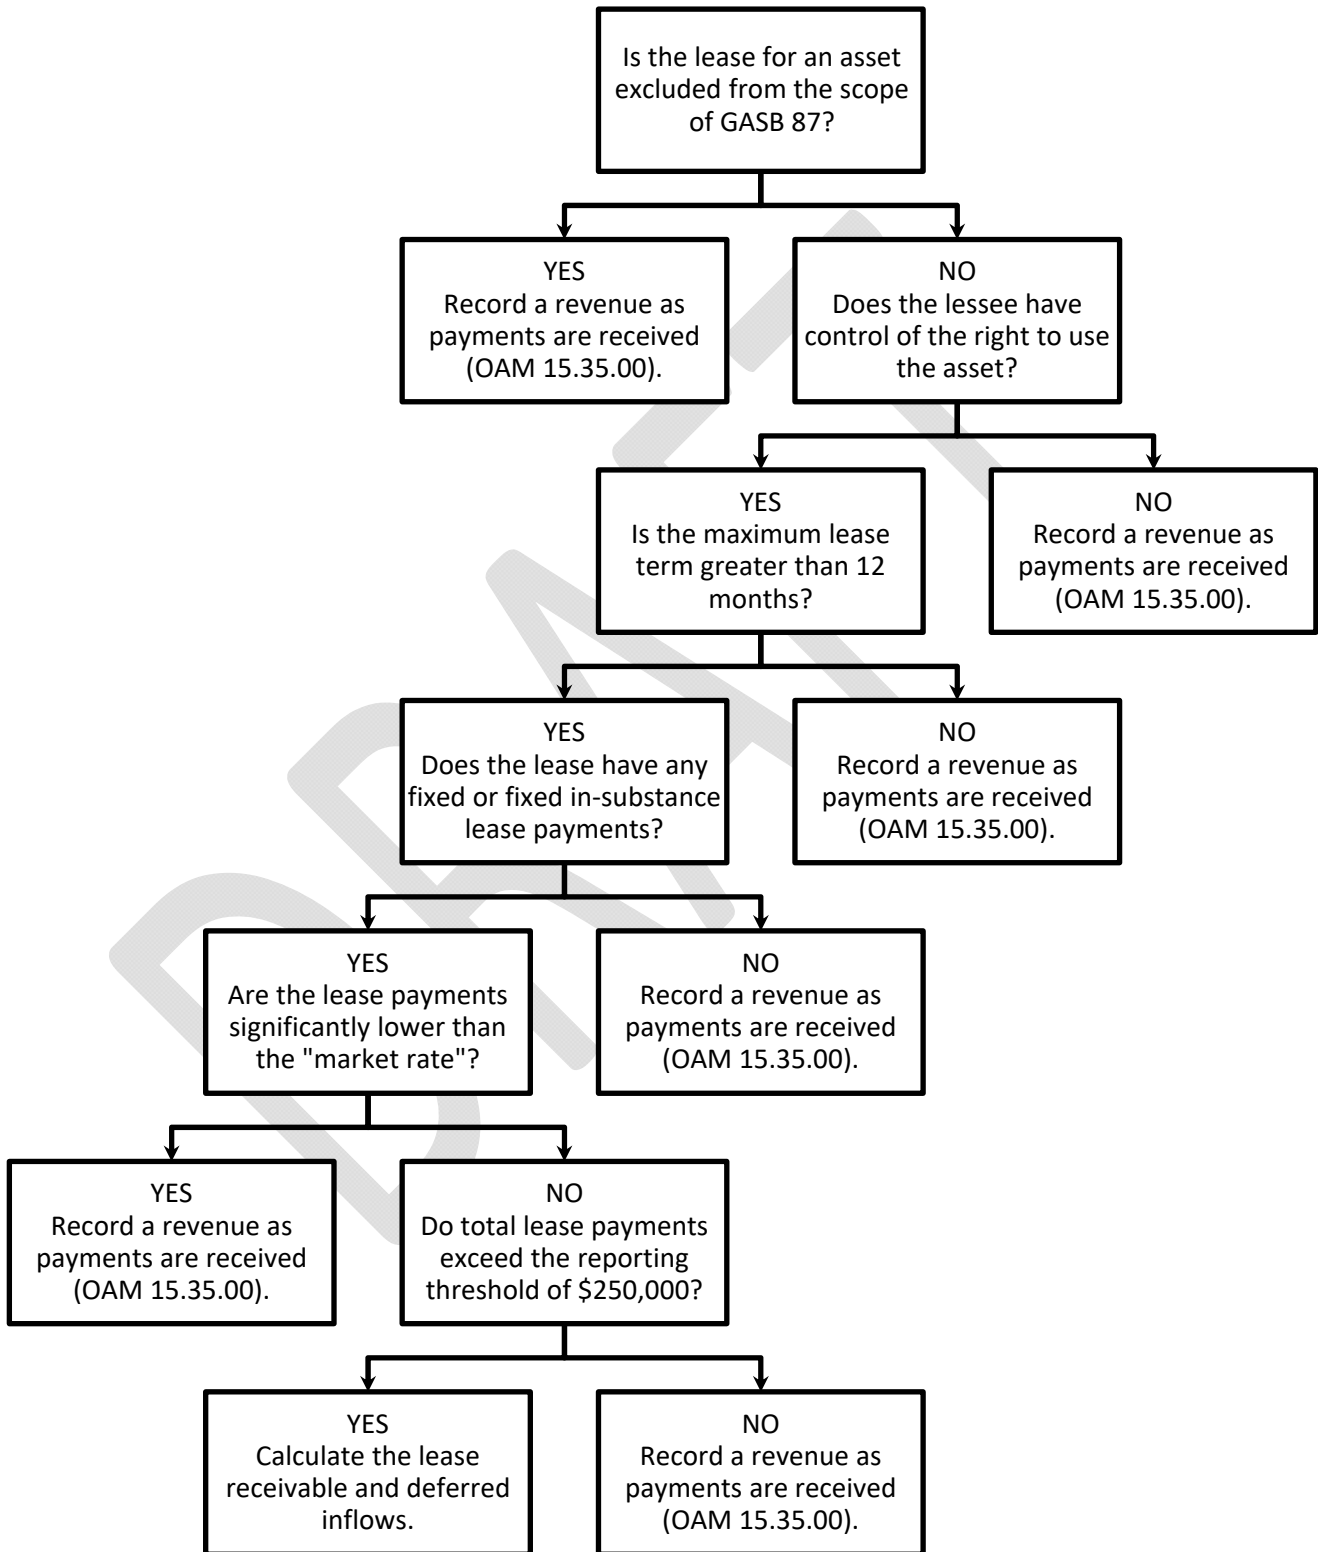 Is the lease for an asset
excluded from the scope
of GASB 87?
YES
Record a revenue as
payments are received
(OAM 15.35.00).
NO
Does the lessee have
control of the right to use
the asset?
YES
Is the maximum lease
term greater than 12
months?
NO
Record a revenue as
payments are received
(OAM 15.35.00).
YES
Does the lease have any
fixed or fixed in-substance
lease payments?
NO
Record a revenue as
payments are received
(OAM 15.35.00).
YES
Are the lease payments
significantly lower than
the "market rate"?
NO
Record a revenue as
payments are received
(OAM 15.35.00).
YES
Record a revenue as
payments are received
(OAM 15.35.00).
NO
Do total lease payments
exceed the reporting
threshold of $250,000?
YES
Calculate the lease
receivable and deferred
inflows.
NO
Record a revenue as
payments are received
(OAM 15.35.00).
DRAFT